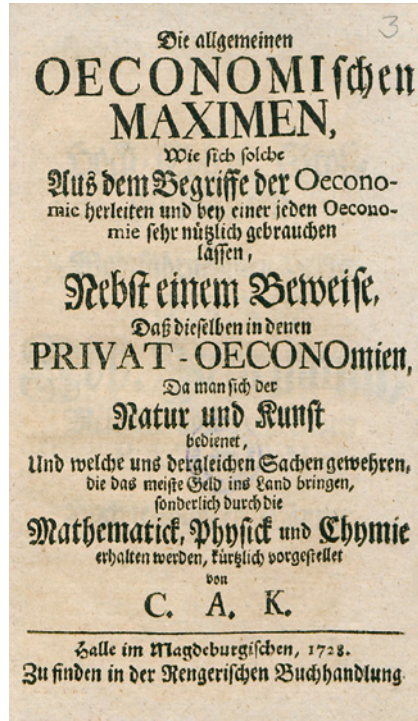 3
Die allgemeinen
OECONOMIschen
MAXIMEN,
Wie sich solche
Aus dem Begriffe der Oecono-
mie herleiten und bey einer jeden Oecono-
mie sehr nützlich gebrauchen
lassen,
Nebst einem Beweise,
Daß dieselben in denen
PRIVAT-OECONOmien,
Da man sich der
Natur und Kunst
bedienet,
Und welche uns dergleichen Sachen gewehren,
die das meiste Geld ins Land bringen,
sonderlich durch die
Mathematick, Physick und Chymie
erhalten werden, kürtzlich vorgestellet
von
C. A. K.
Halle im Magdeburgischen, 1728.
Zu finden in der Rengerischen Buchhandlung.